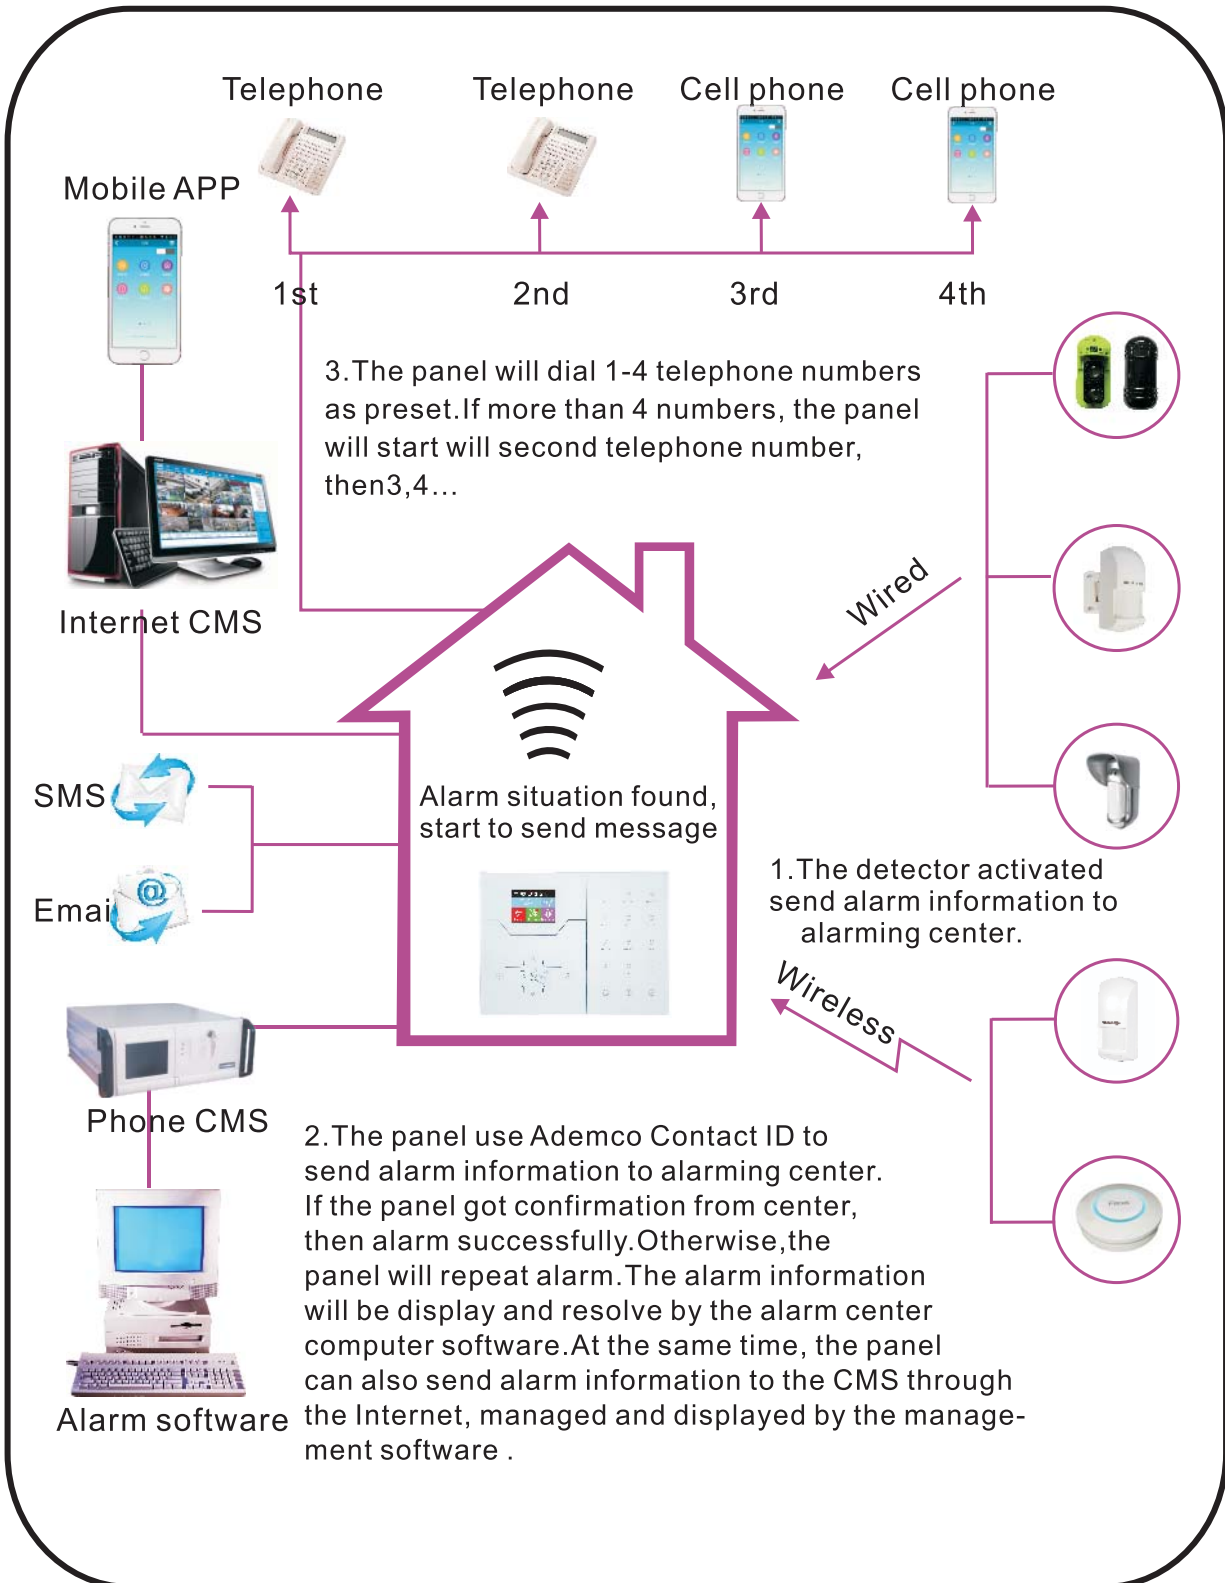 Telephone
Telephone
Cell phone
Cell phone
Mobile APP
1st
2nd
3rd
4th
3.The panel will dial 1-4 telephone numbers
as preset.If more than 4 numbers, the panel
will start will second telephone number,
then3,4...
Wired
Internet CMS
SMS
Alarm situation found,
start to send message
Emai
1.The detector activated
send alarm information to
alarming center.
Wireless
Phone CMS
2.The panel use Ademco Contact ID to
send alarm information to alarming center.
If the panel got confirmation from center,
then alarm successfully.Otherwise,the
panel will repeat alarm.The alarm information
will be display and resolve by the alarm center
computer software.At the same time, the panel
can also send alarm information to the CMS through
the Internet, managed and displayed by the manage-
ment software .
Alarm software